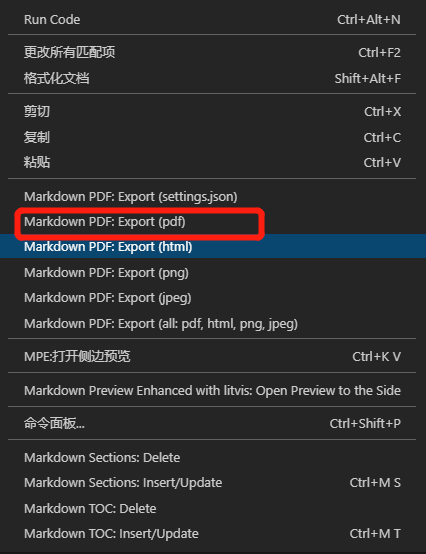 Run Code Ctrl+Alt+N
更改所有匹配项 Ctrl+F2
格式化文档 Shift+Alt+F
剪切 Ctrl+X
复制 Ctrl+C
粘贴 Ctrl+V
Markdown PDF: Export (settings.json)
Markdown PDF: Export (pdf)
Markdown PDF: Export (html)
Markdown PDF: Export (png)
Markdown PDF: Export (jpeg)
Markdown PDF: Export (all: pdf, html, png, jpeg)
MPE:打开侧边预览 Ctrl+K V
Markdown Preview Enhanced with litvis: Open Preview to the Side
命令面板... Ctrl+Shift+P
Markdown Sections: Delete
Markdown Sections: Insert/Update Ctrl+M S
Markdown TOC: Delete
Markdown TOC: Insert/Update Ctrl+M T